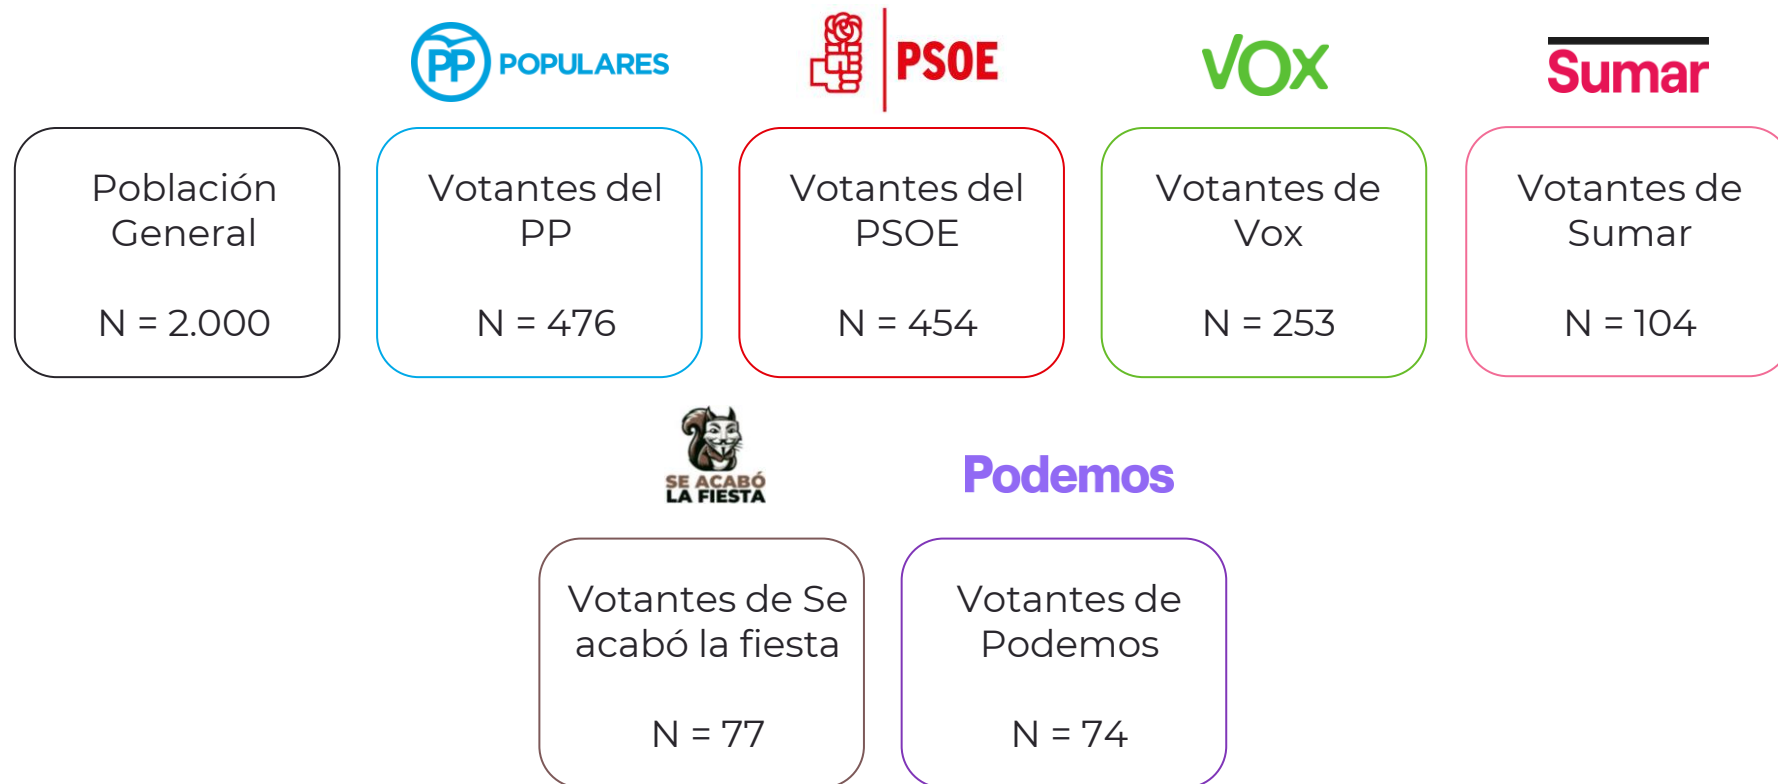 PP POPULARES
PSOE
VOX
Sumar
Población
General
N = 2.000
Votantes del
PP
N = 476
Votantes del
PSOE
N = 454
Votantes de
Vox
N = 253
Votantes de
Sumar
N = 104
SE ACABÓ
LA FIESTA
Podemos
Votantes de Se
acabó la fiesta
N = 77
Votantes de
Podemos
N = 74